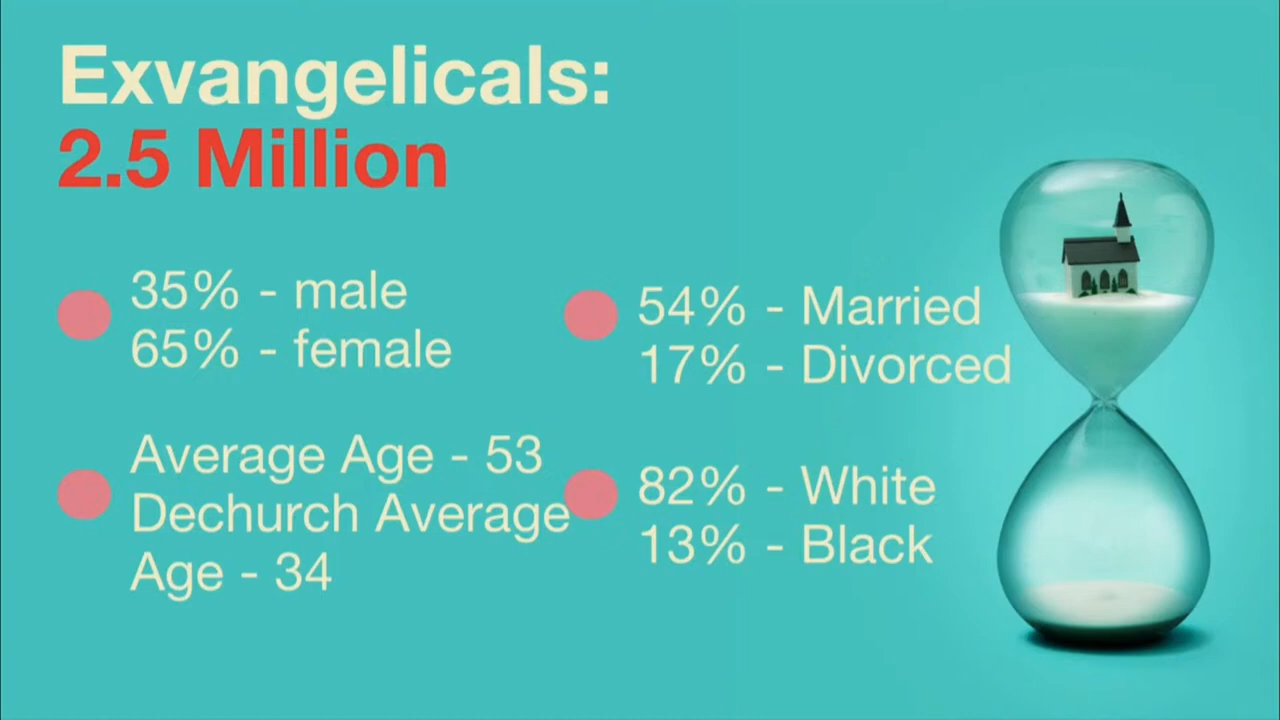 Exvangelicals:
2.5 Million
35% - male
65% - female
54% - Married
17% - Divorced
Average Age - 53
Dechurch Average
Age - 34
82% - White
13% - Black